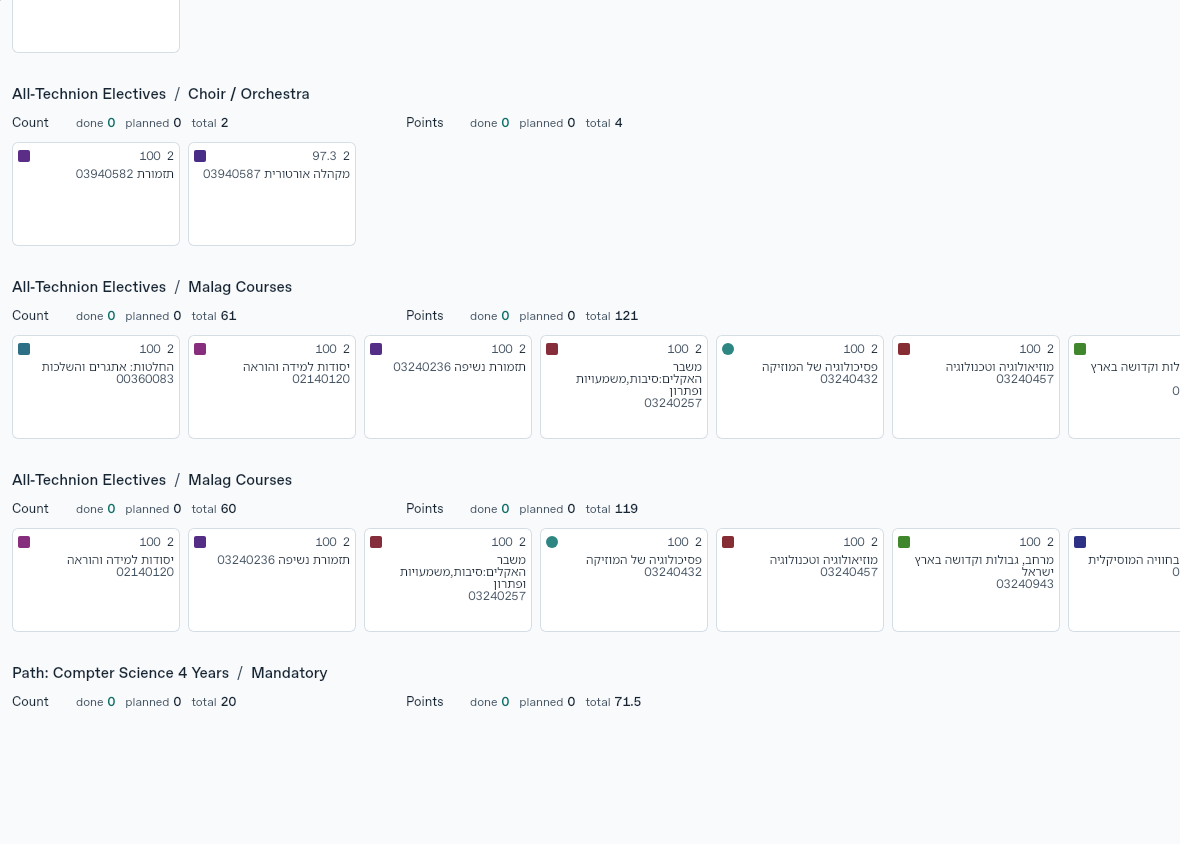 All-Technion Electives / Choir / Orchestra
Count done 0 planned 0 total 2 Points done 0 planned 0 total 4
100 2
תזמורת 03940582
97.3 2
מקהלה אורטורית 03940587
All-Technion Electives / Malag Courses
Count done 0 planned 0 total 61 Points done 0 planned 0 total 121
100 2
החלטות: אתגרים והשלכות
00360083
100 2
יסודות למידה והוראה
02140120
100 2
תזמורת נשיפה 03240236
100 2
משבר
האקלים:סיבות,משמעויות
ופתרון
03240257
100 2
פסיכולוגיה של המוזיקה
03240432
100 2
מוזיאולוגיה וטכנולוגיה
03240457
לות וקדושה בארץ
0
All-Technion Electives / Malag Courses
Count done 0 planned 0 total 60 Points done 0 planned 0 total 119
100 2
יסודות למידה והוראה
02140120
100 2
תזמורת נשיפה 03240236
100 2
משבר
האקלים:סיבות,משמעויות
ופתרון
03240257
100 2
פסיכולוגיה של המוזיקה
03240432
100 2
מוזיאולוגיה וטכנולוגיה
03240457
100 2
מרחב, גבולות וקדושה בארץ
ישראל
03240943
בחוויה המוסיקלית
0
Path: Compter Science 4 Years / Mandatory
Count done 0 planned 0 total 20 Points done 0 planned 0 total 71.5